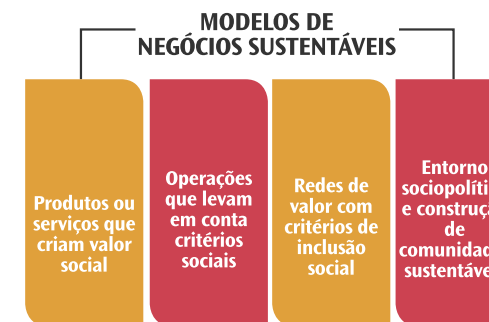 MODELOS DE
NEGÓCIOS SUSTENTÁVEIS
Produtos ou
serviços que
criam valor
social
Operações
que levam
em conta
critérios
sociais
Redes de
valor com
critérios de
inclusão
social
Entorno
e
de